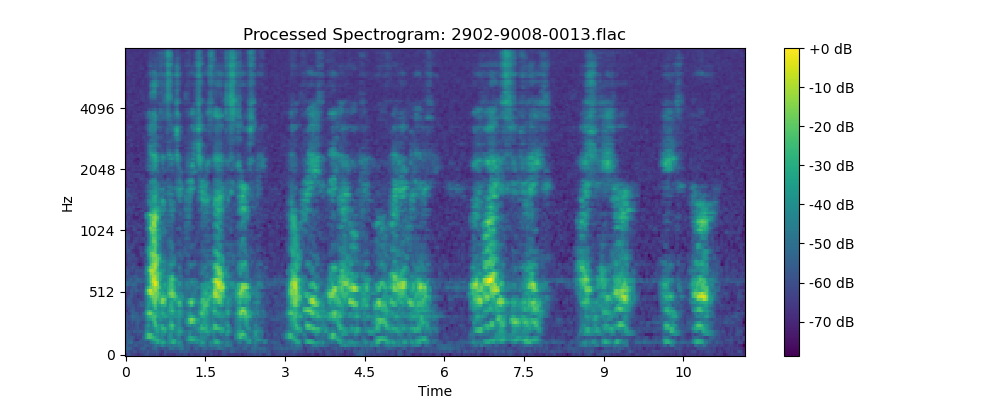 Processed Spectrogram: 2902-9008-0013.flac
Hz
4096
2048
1024
512
0
0 1.5 3 4.5 6 7.5 9 10
Time
+0 dB
-10 dB
-20 dB
-30 dB
-40 dB
-50 dB
-60 dB
-70 dB